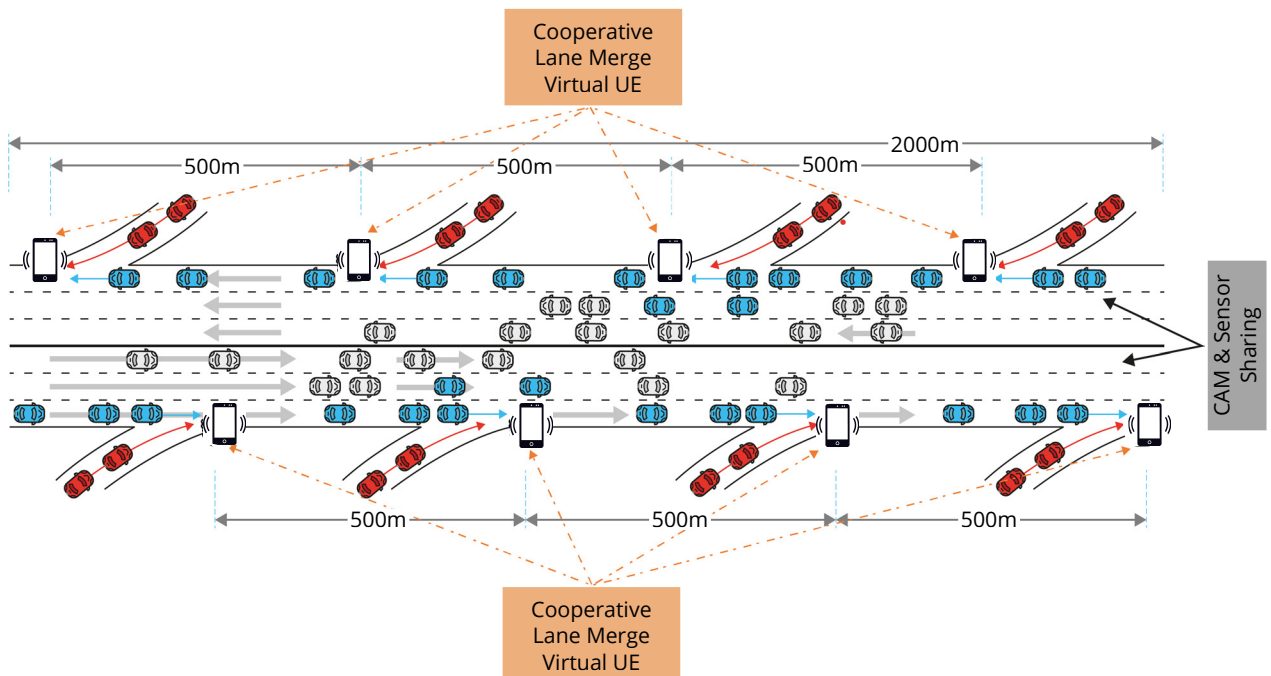 Cooperative
Lane Merge
Virtual UE
2000m
500m
500m
500m
CAM & Sensor
Sharing
500m
500m
500m
Cooperative
Lane Merge
Virtual UE